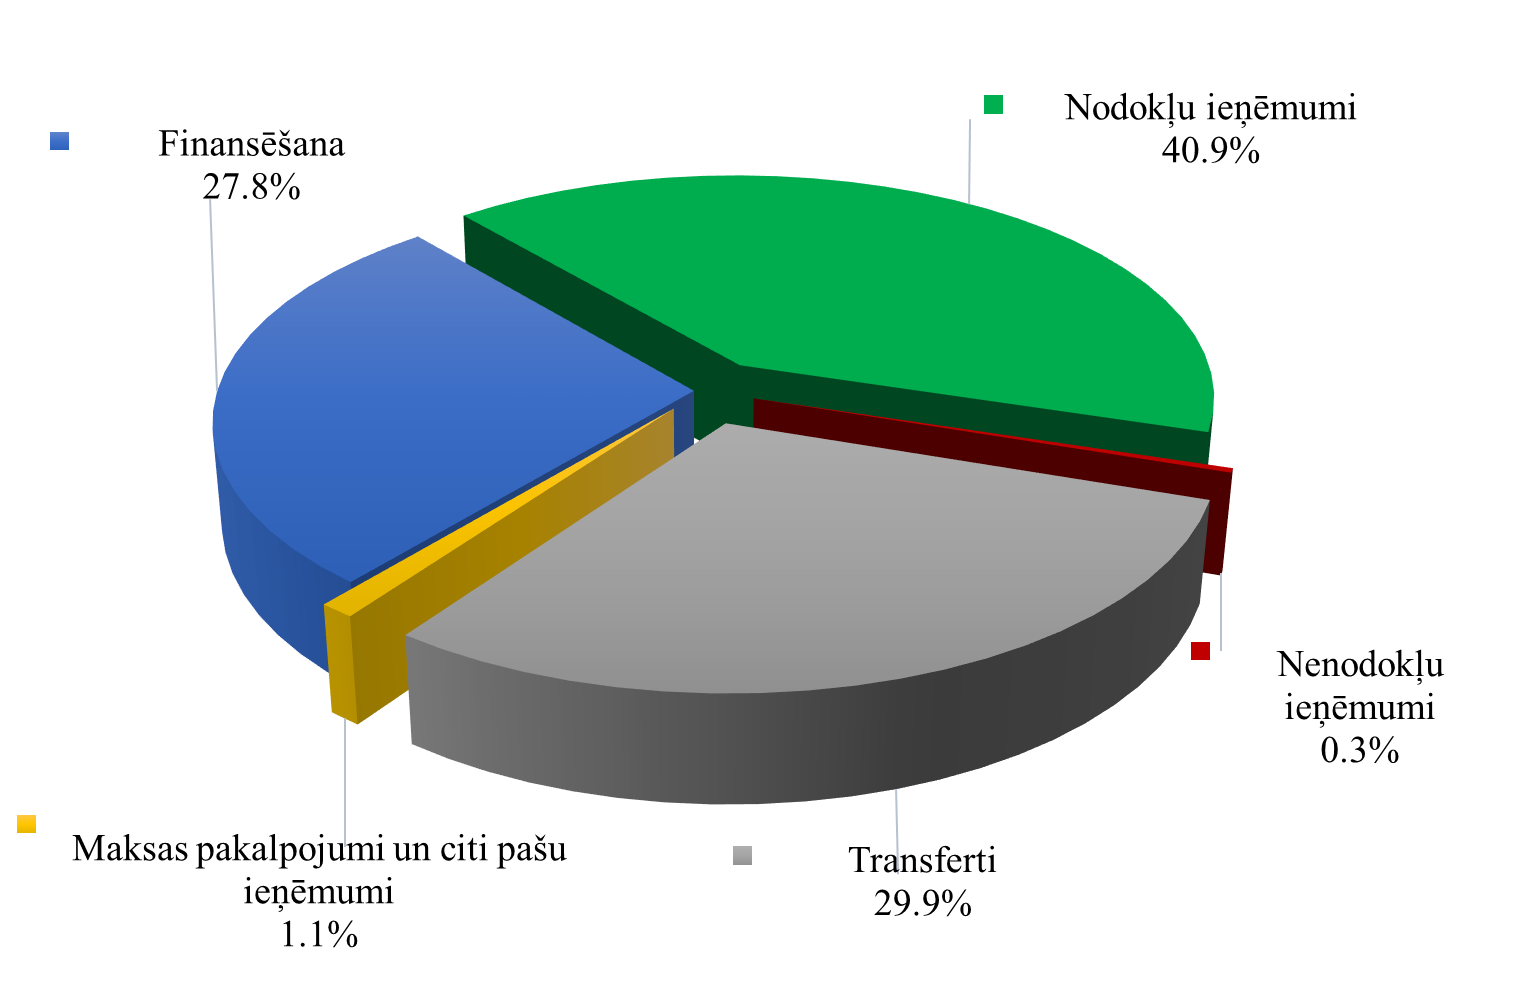 Nodokļu ieņēmumi
40.9%
Finansēšana
27.8%
Nenodokļu
ieņēmumi
0.3%
Maksas pakalpojumi un citi pašu
ieņēmumi
1.1%
Transferti
29.9%